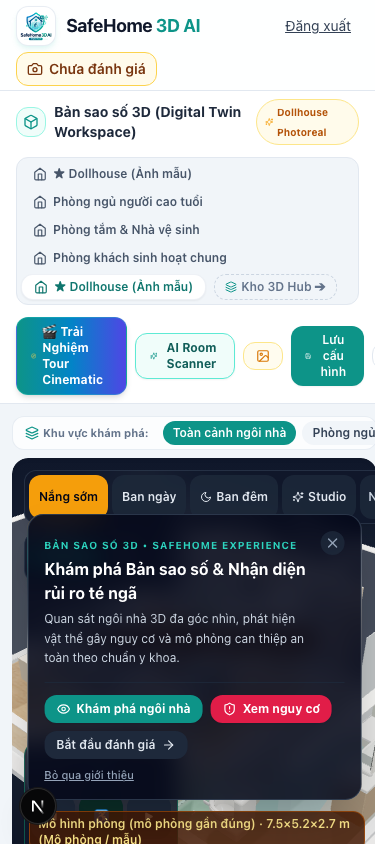 SafeHome 3D AI
Đăng xuất
Chưa đánh giá
Bản sao số 3D (Digital Twin
Workspace)
Dollhouse
Photoreal
★ Dollhouse (Ảnh mẫu)
Phòng ngủ người cao tuổi
Phòng tắm & Nhà vệ sinh
Phòng khách sinh hoạt chung
★ Dollhouse (Ảnh mẫu)
Kho 3D Hub ➔
🎬 Trải
Nghiệm
Tour
Cinematic
AI Room
Scanner
Lưu
cấu
hình
Khu vực khám phá:
Toàn cảnh ngôi nhà
Phòng ngủ
Nắng sớm
Ban ngày
Ban đêm
Studio
BẢN SAO SỐ 3D • SAFEHOME EXPERIENCE
Khám phá Bản sao số & Nhận diện
rủi ro té ngã
Quan sát ngôi nhà 3D đa góc nhìn, phát hiện
vật thể gây nguy cơ và mô phỏng can thiệp an
toàn theo chuẩn y khoa.
Khám phá ngôi nhà
Xem nguy cơ
Bắt đầu đánh giá →
Bỏ qua giới thiệu
N
Mô hình phòng (mô phỏng gần đúng) · 7.5×5.2×2.7 m
(Mô phỏng / mẫu)